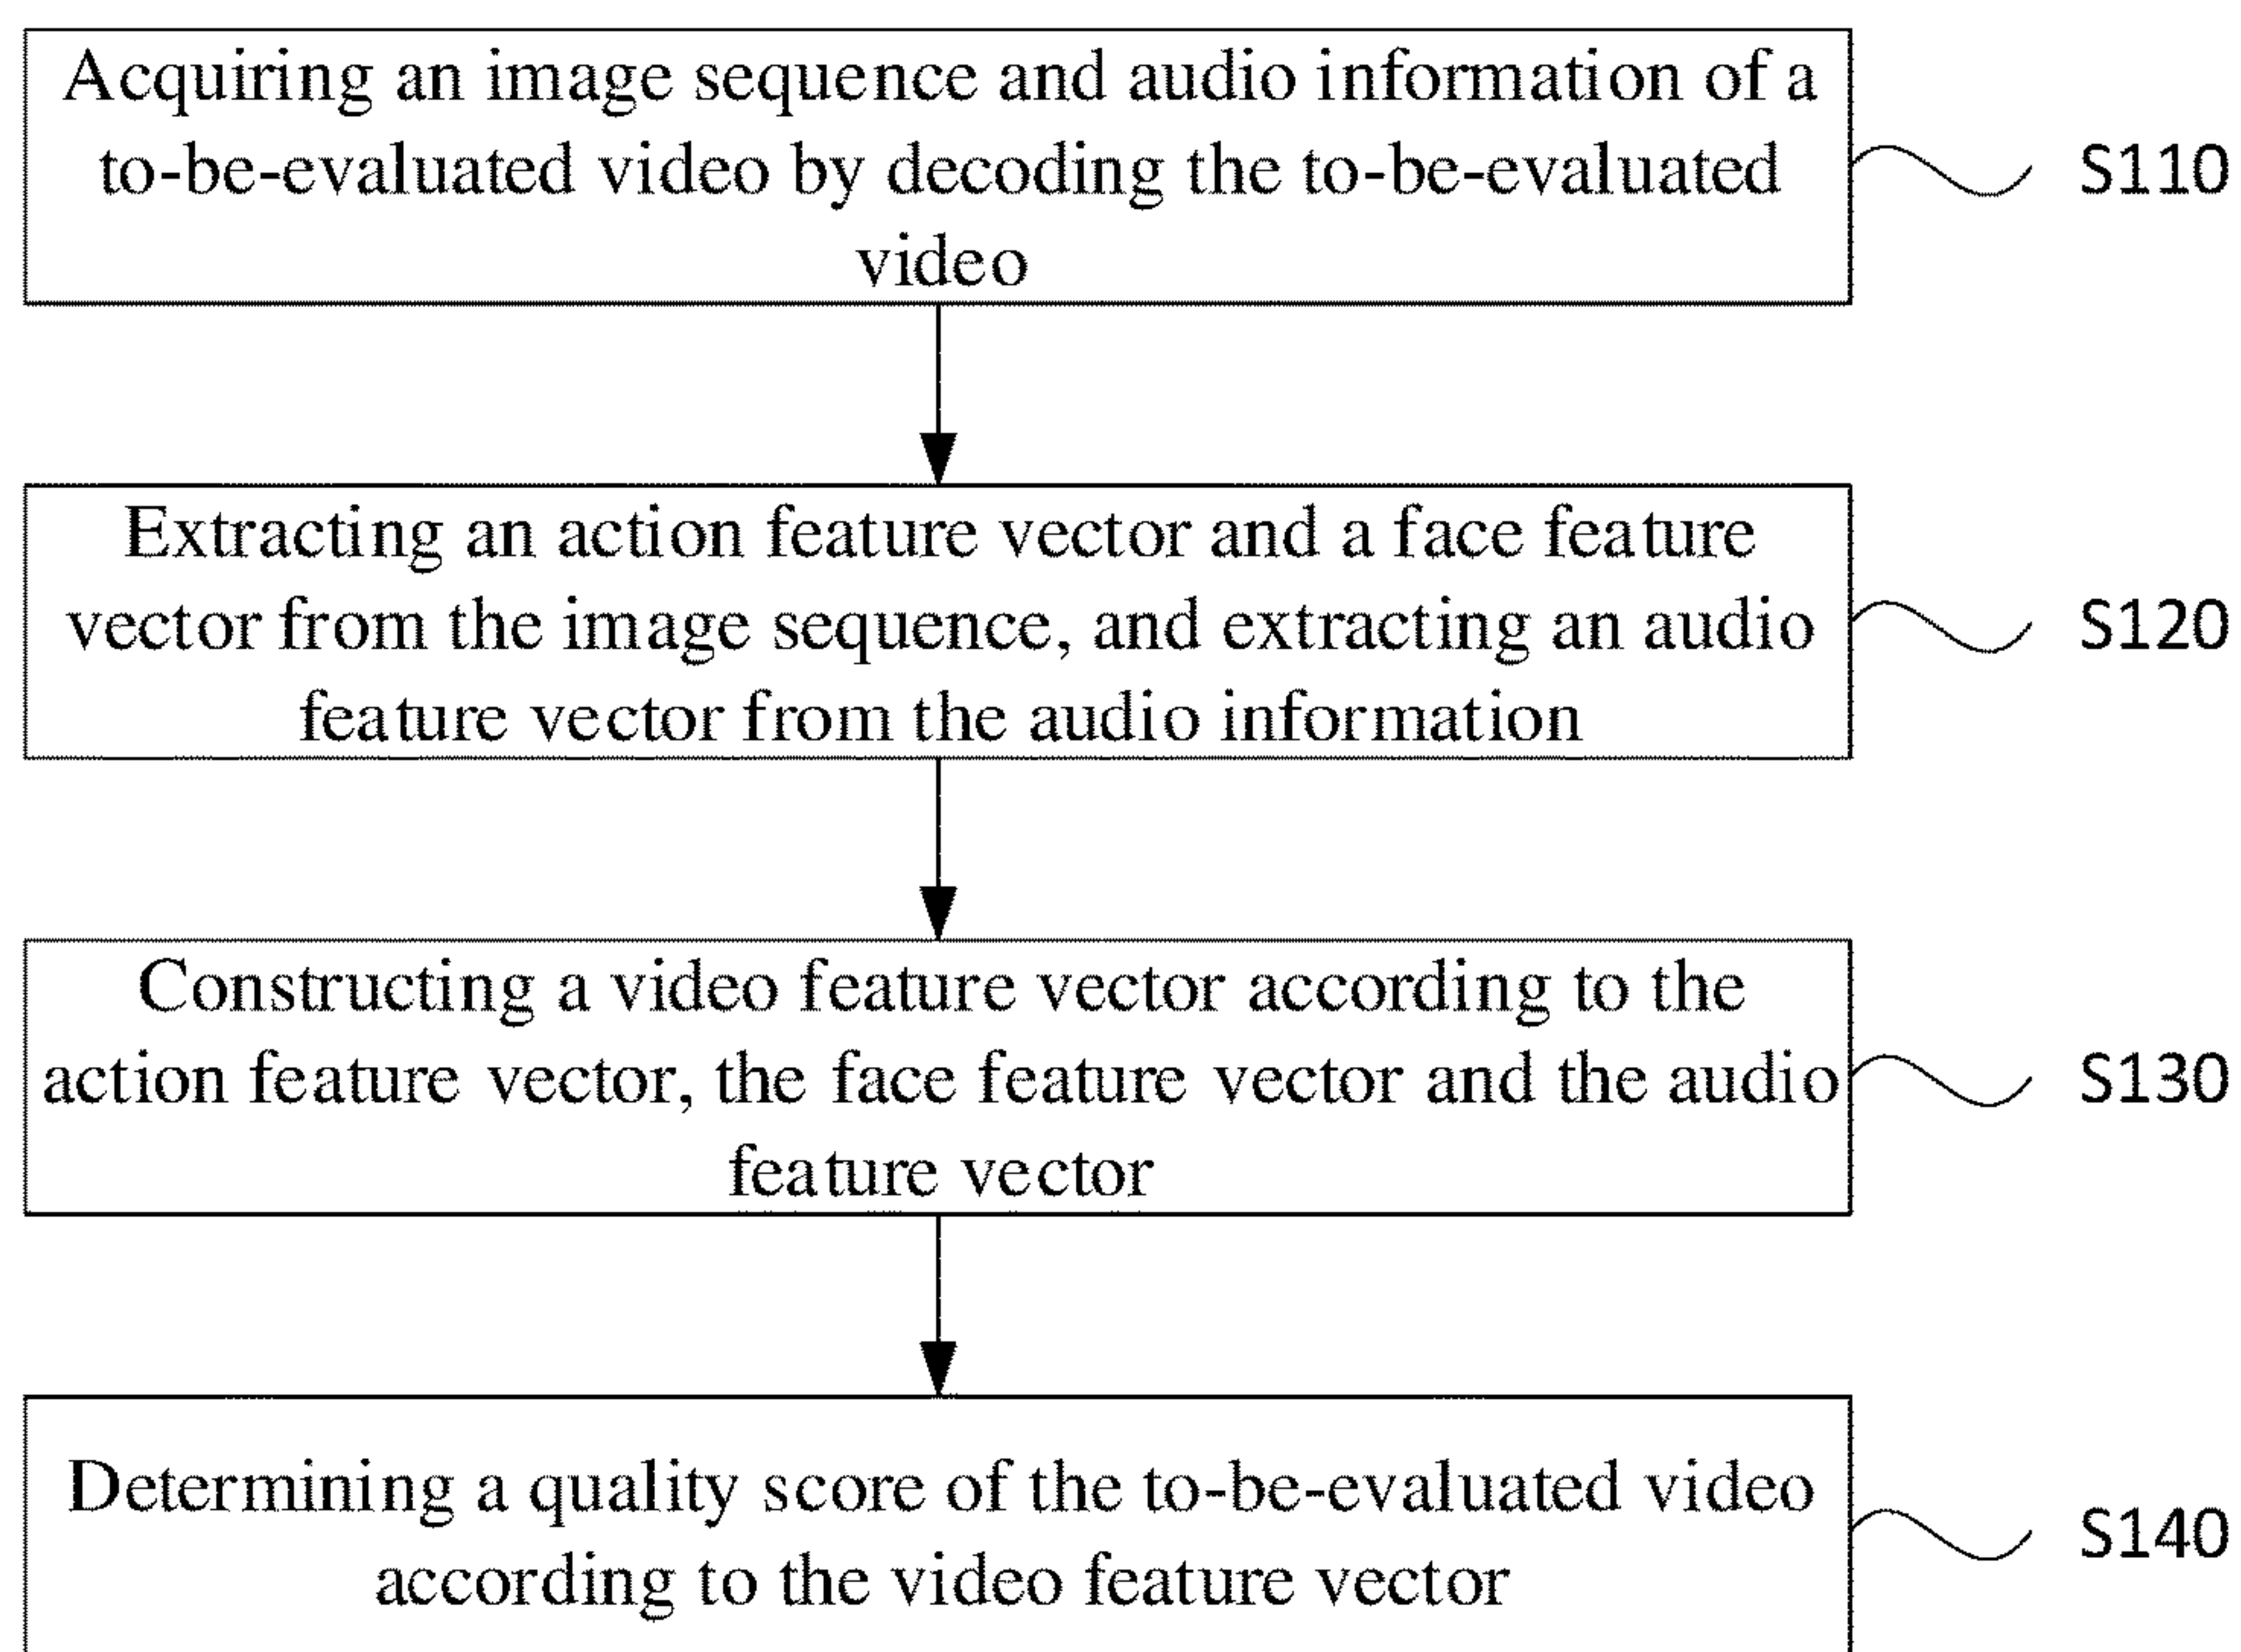 Acquiring an image sequence and audio information of a
to-be-evaluated video by decoding the to-be-evaluated
video
S110
Extracting an action feature vector and a face feature
vector from the image sequence, and extracting an audio
feature vector from the audio information
S120
Constructing a video feature vector according to the
action feature vector, the face feature vector and the audio
feature vector
S130
Determining a quality score of the to-be-evaluated video
according to the video feature vector
S140